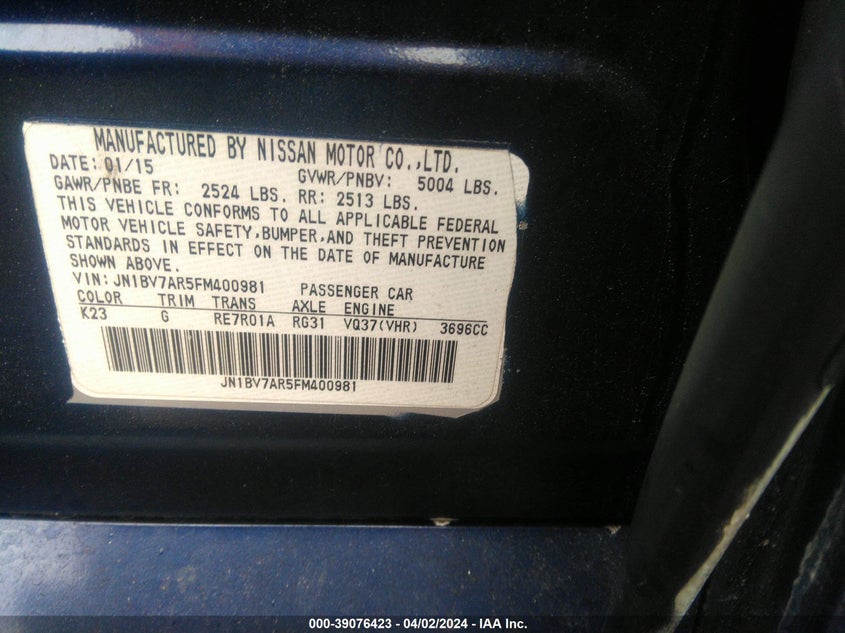 MANUFACTURED BY NISSAN MOTOR CO.,LTD.
DATE: 01/15 GVWR/PNBV: 5004 LBS.
GAWR/PNBE FR: 2524 LBS. RR: 2513 LBS.
THIS VEHICLE CONFORMS TO ALL APPLICABLE FEDERAL
MOTOR VEHICLE SAFETY,BUMPER,AND THEFT PREVENTION
STANDARDS IN EFFECT ON THE DATE OF MANUFACTURE
SHOWN ABOVE.
VIN: JN1BV7AR5FM400981 PASSENGER CAR
COLOR TRIM TRANS AXLE ENGINE
K23 G RE7R01A RG31 VQ37(VHR) 3696CC
JN1BV7AR5FM400981
000-39076423 - 04/02/2024 - IAA Inc.